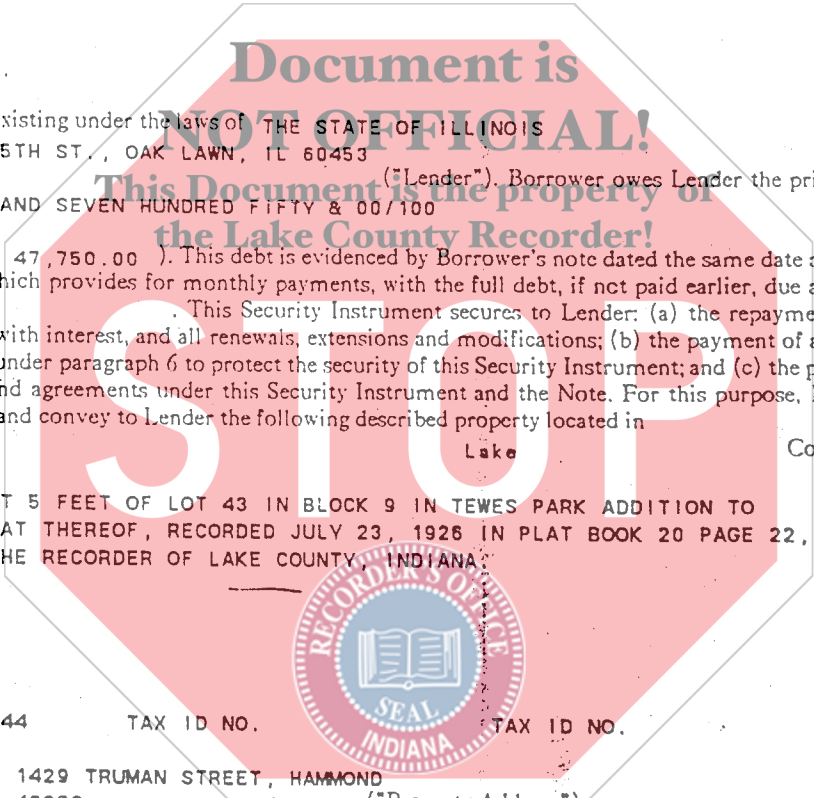 Document is
xisting under the laws of THE STATE OF ILLINOIS
NOT OFFICIAL!
5TH ST., OAK LAWN, IL 60453
("Lender"). Borrower owes Lender the pri
This Document is the property of
AND SEVEN HUNDRED FIFTY & 00/100
the Lake County Recorder!
47,750.00 ). This debt is evidenced by Borrower's note dated the same date a
hich provides for monthly payments, with the full debt, if not paid earlier, due a
. This Security Instrument secures to Lender: (a) the repayme
with interest, and all renewals, extensions and modifications; (b) the payment of a
under paragraph 6 to protect the security of this Security Instrument; and (c) the p
nd agreements under this Security Instrument and the Note. For this purpose,
and convey to Lender the following described property located in
STOP
Lake Co
T 5 FEET OF LOT 43 IN BLOCK 9 IN TEWES PARK ADDITION TO
AT THEREOF, RECORDED JULY 23, 1926 IN PLAT BOOK 20 PAGE 22,
HE RECORDER OF LAKE COUNTY, INDIANA.
RECORDER'S OFFICE
SEAL
INDIANA
44 TAX ID NO. TAX ID NO.
1429 TRUMAN STREET, HAMMOND